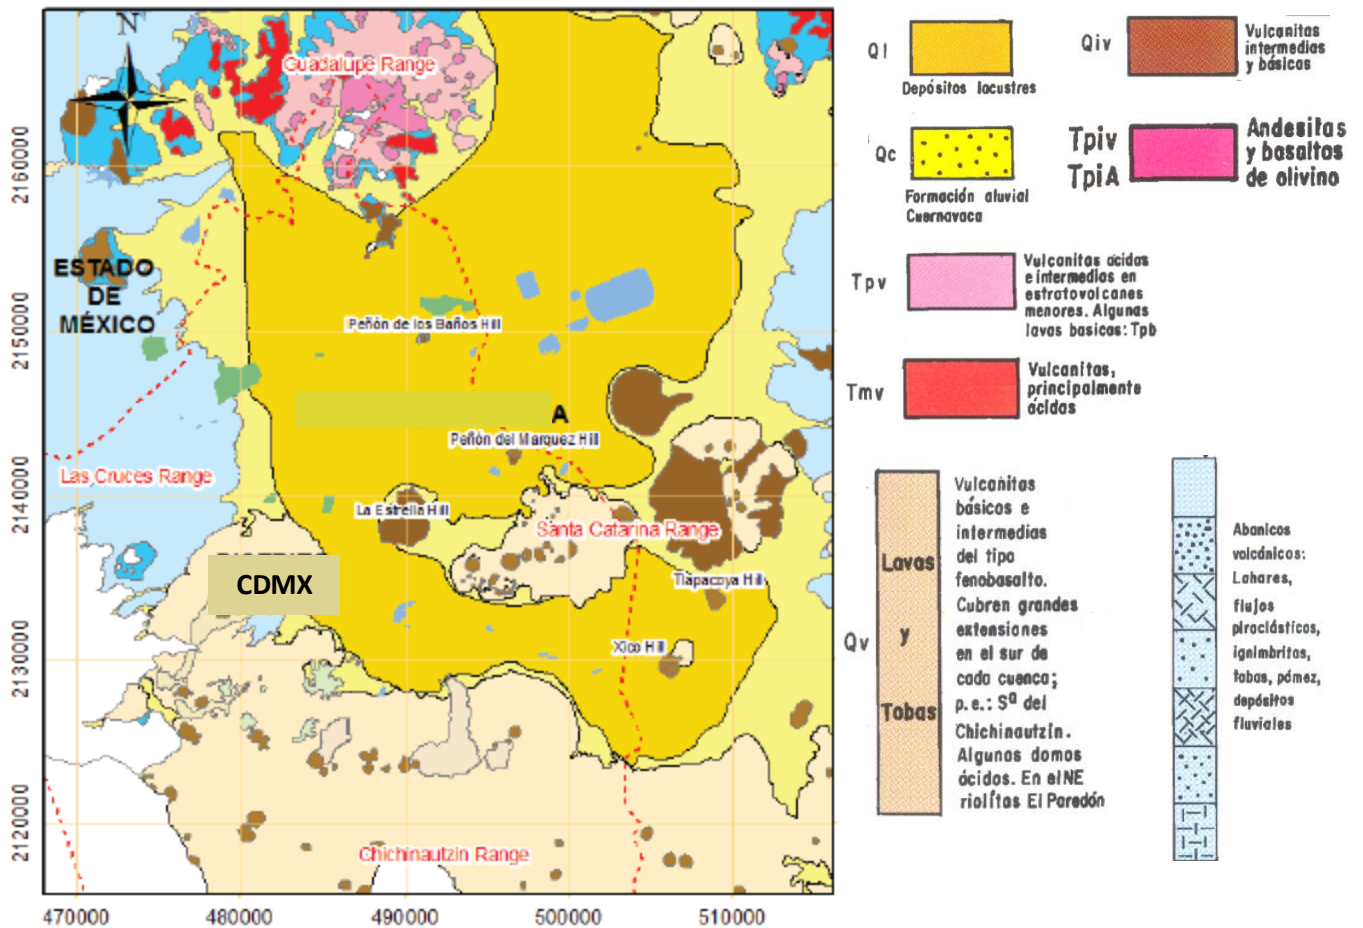 N
Guadalupe Range
ESTADO
DE
MÉXICO
Peñón de los Baños Hill
A
Peñón del Marquez Hill
Las Cruces Range
La Estrella Hill
Santa Catarina Range
CDMX
Tlapacoya Hill
Xico Hill
Chichinautzin Range
2160000
2150000
2140000
2130000
2120000
470000
480000
490000
500000
510000
Ql
Depósitos lacustres
Qiv
Vulcanitas
intermedias
y básicas
Qc
Formación aluvial
Cuernavaca
Tpiv
TpiA
Andesitas
y basaltos
de olivino
Tpv
Vulcanitas ácidas
e intermedias en
estratovolcanes
menores. Algunas
lavas basicas: Tpb
Tmv
Vulcanitas,
principalmente
ácidas
Qv
Lavas
y
Tobas
Vulcanitas
básicos e
intermedias
del tipo
fenobasalto.
Cubren grandes
extensiones
en el sur de
cada cuenca;
p.e.: Sª del
Chichinautzin.
Algunos domos
ácidos. En el NE
riolitas El Paredón
Abanicos
volcánicos:
Lahares,
flujos
piroclásticos,
ignimbritas,
tobas, pómez,
depósitos
fluviales